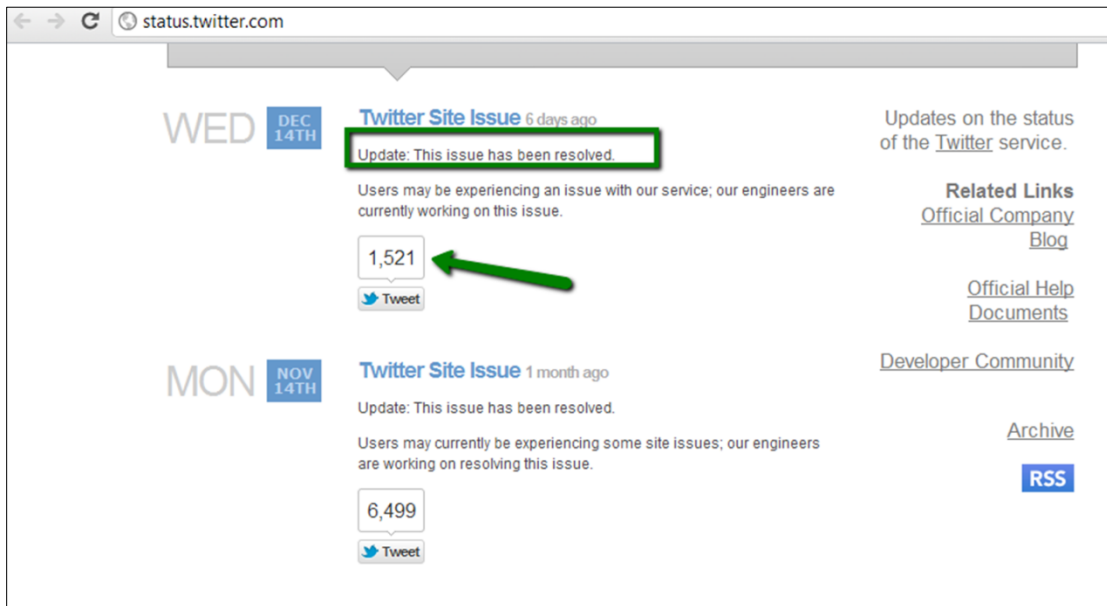 status.twitter.com
WED
DEC
14TH
Twitter Site Issue 6 days ago
Update: This issue has been resolved.
Users may be experiencing an issue with our service; our engineers are
currently working on this issue.
1,521
Tweet
MON
NOV
14TH
Twitter Site Issue 1 month ago
Update: This issue has been resolved.
Users may currently be experiencing some site issues; our engineers
are working on resolving this issue.
6,499
Tweet
Updates on the status
of the Twitter service.
Related Links
Official Company
Blog
Official Help
Documents
Developer Community
Archive
RSS